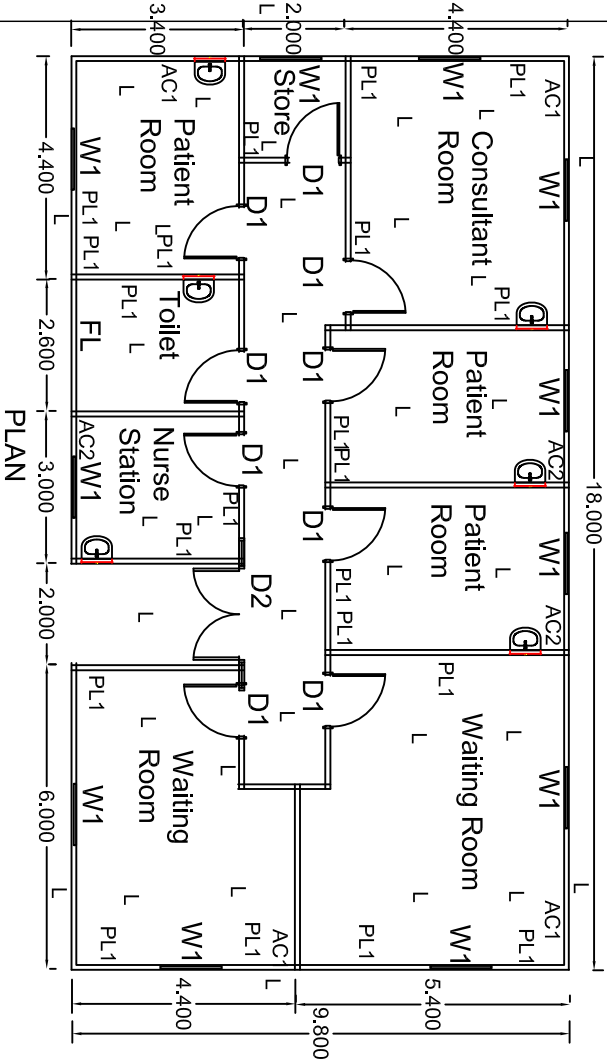 18.000
L
L
AC1
W1
W1
AC2
W1
AC2
W1
AC1
PL1
L
PL1
L
L
L
L
PL1
4.400
W1
Consultant
Room
L
Patient
Room
Patient
Room
Waiting Room
W1
5.400
L
L
L
L
L
L
L
PL1
PL1
PL1
PL1
PL1
PL1
PL1
PL1
PL1
2.000
L
W1
Store
D1
D1
D1
D1
D1
9.800
PL1
L
L
L
L
L
L
L
D1
D1
D1
D2
D1
3.400
AC1
L
L
Patient
Room
L
L
PL1
Toilet
L
PL1
Nurse
Station
L
L
PL1
PL1
L
Waiting
Room
L
L
L
L
W1
AC1
PL1
4.400
W1
PL1
PL1
FL
AC2
W1
PL1
W1
PL1
L
L
4.400
2.600
3.000
2.000
6.000
PLAN